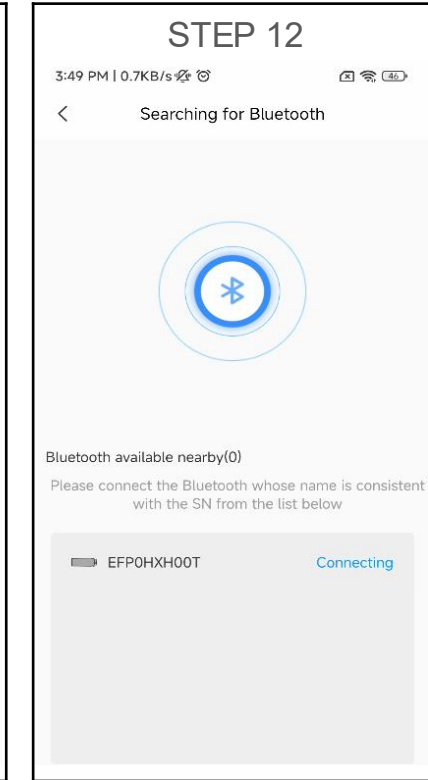 STEP 12
3:49 PM | 0.7KB/s
46
Searching for Bluetooth
Bluetooth available nearby(0)
Please connect the Bluetooth whose name is consistent
with the SN from the list below
EFP0HXH00T Connecting